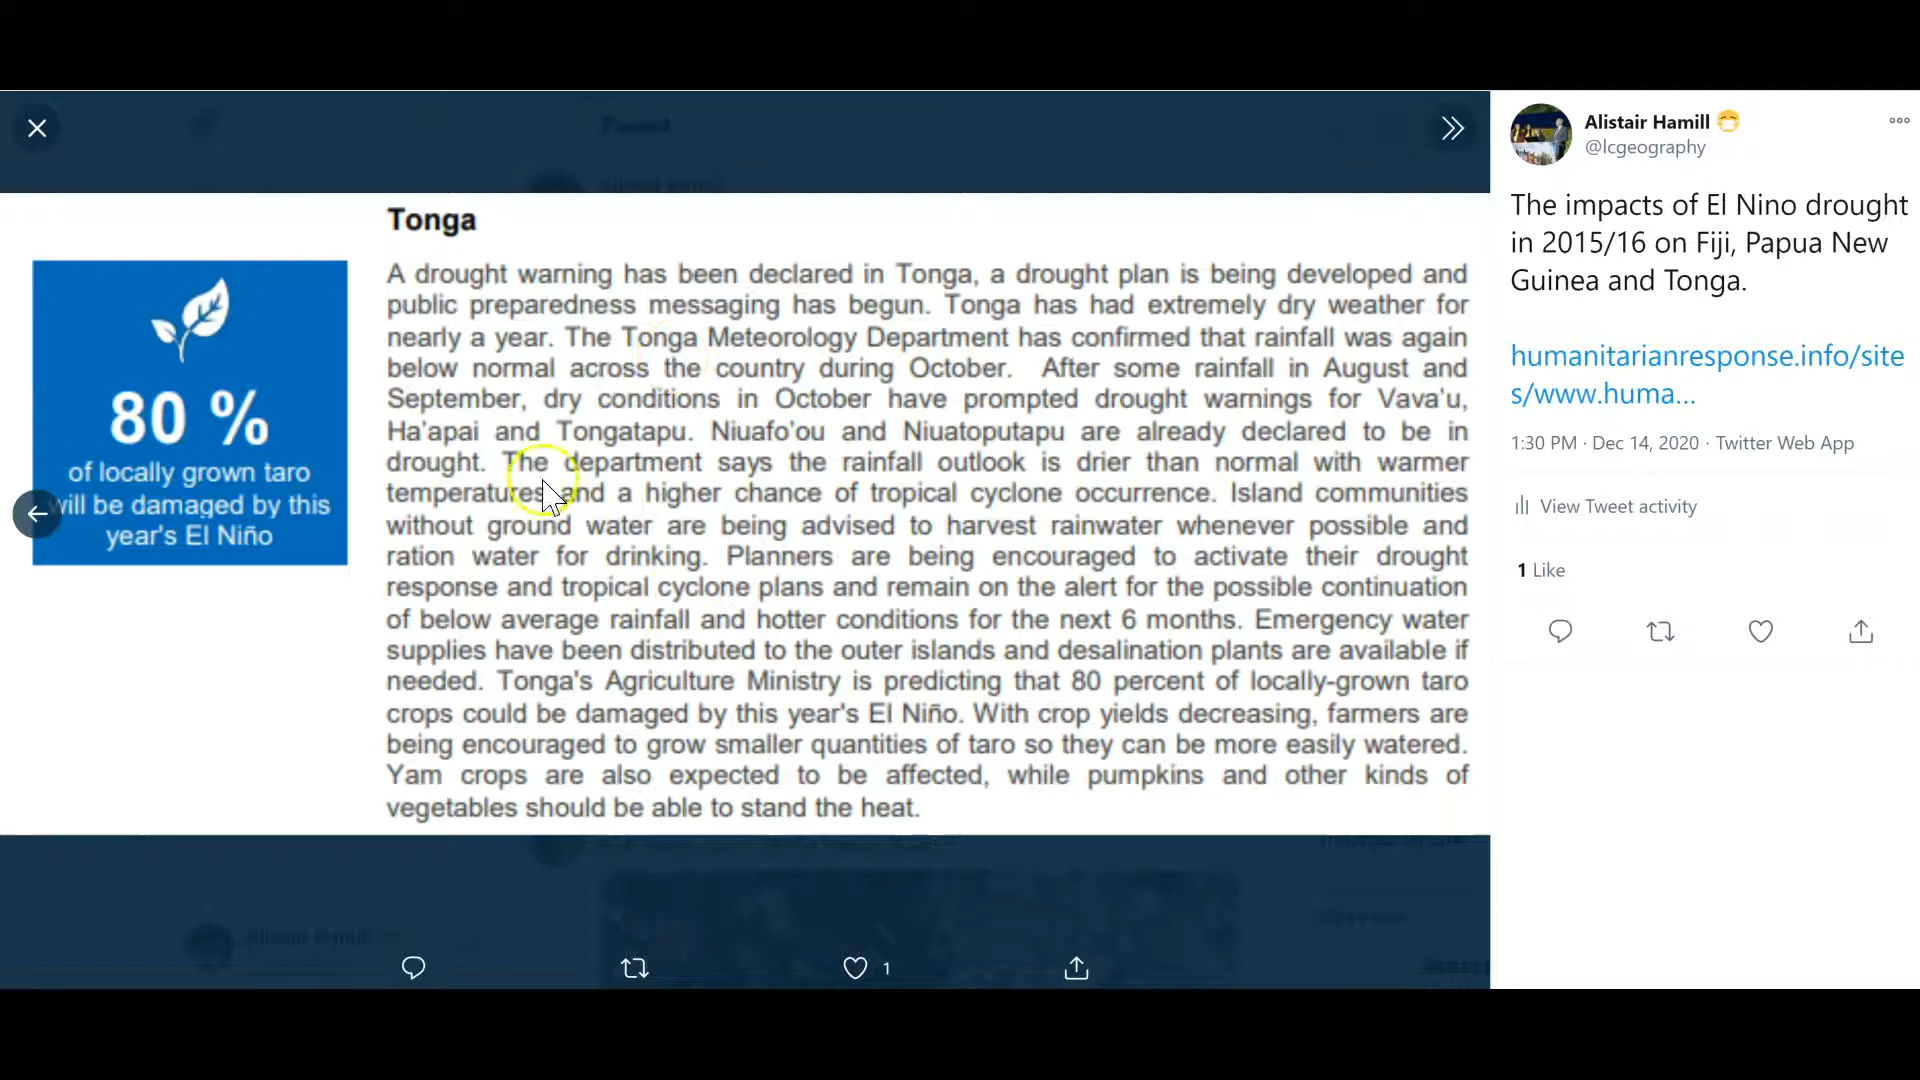 Tonga
80 %
of locally grown taro
will be damaged by this
year's El Niño
A drought warning has been declared in Tonga, a drought plan is being developed and
public preparedness messaging has begun. Tonga has had extremely dry weather for
nearly a year. The Tonga Meteorology Department has confirmed that rainfall was again
below normal across the country during October. After some rainfall in August and
September, dry conditions in October have prompted drought warnings for Vava'u,
Ha'apai and Tongatapu. Niuafo'ou and Niuatoputapu are already declared to be in
drought. The department says the rainfall outlook is drier than normal with warmer
temperatures and a higher chance of tropical cyclone occurrence. Island communities
without ground water are being advised to harvest rainwater whenever possible and
ration water for drinking. Planners are being encouraged to activate their drought
response and tropical cyclone plans and remain on the alert for the possible continuation
of below average rainfall and hotter conditions for the next 6 months. Emergency water
supplies have been distributed to the outer islands and desalination plants are available if
needed. Tonga's Agriculture Ministry is predicting that 80 percent of locally-grown taro
crops could be damaged by this year's El Niño. With crop yields decreasing, farmers are
being encouraged to grow smaller quantities of taro so they can be more easily watered.
Yam crops are also expected to be affected, while pumpkins and other kinds of
vegetables should be able to stand the heat.
1
Alistair Hamill
@lcgeography
The impacts of El Nino drought
in 2015/16 on Fiji, Papua New
Guinea and Tonga.
humanitarianresponse.info/site
s/www.huma...
1:30 PM · Dec 14, 2020 · Twitter Web App
View Tweet activity
1 Like
Tweet
Alistair Hamill